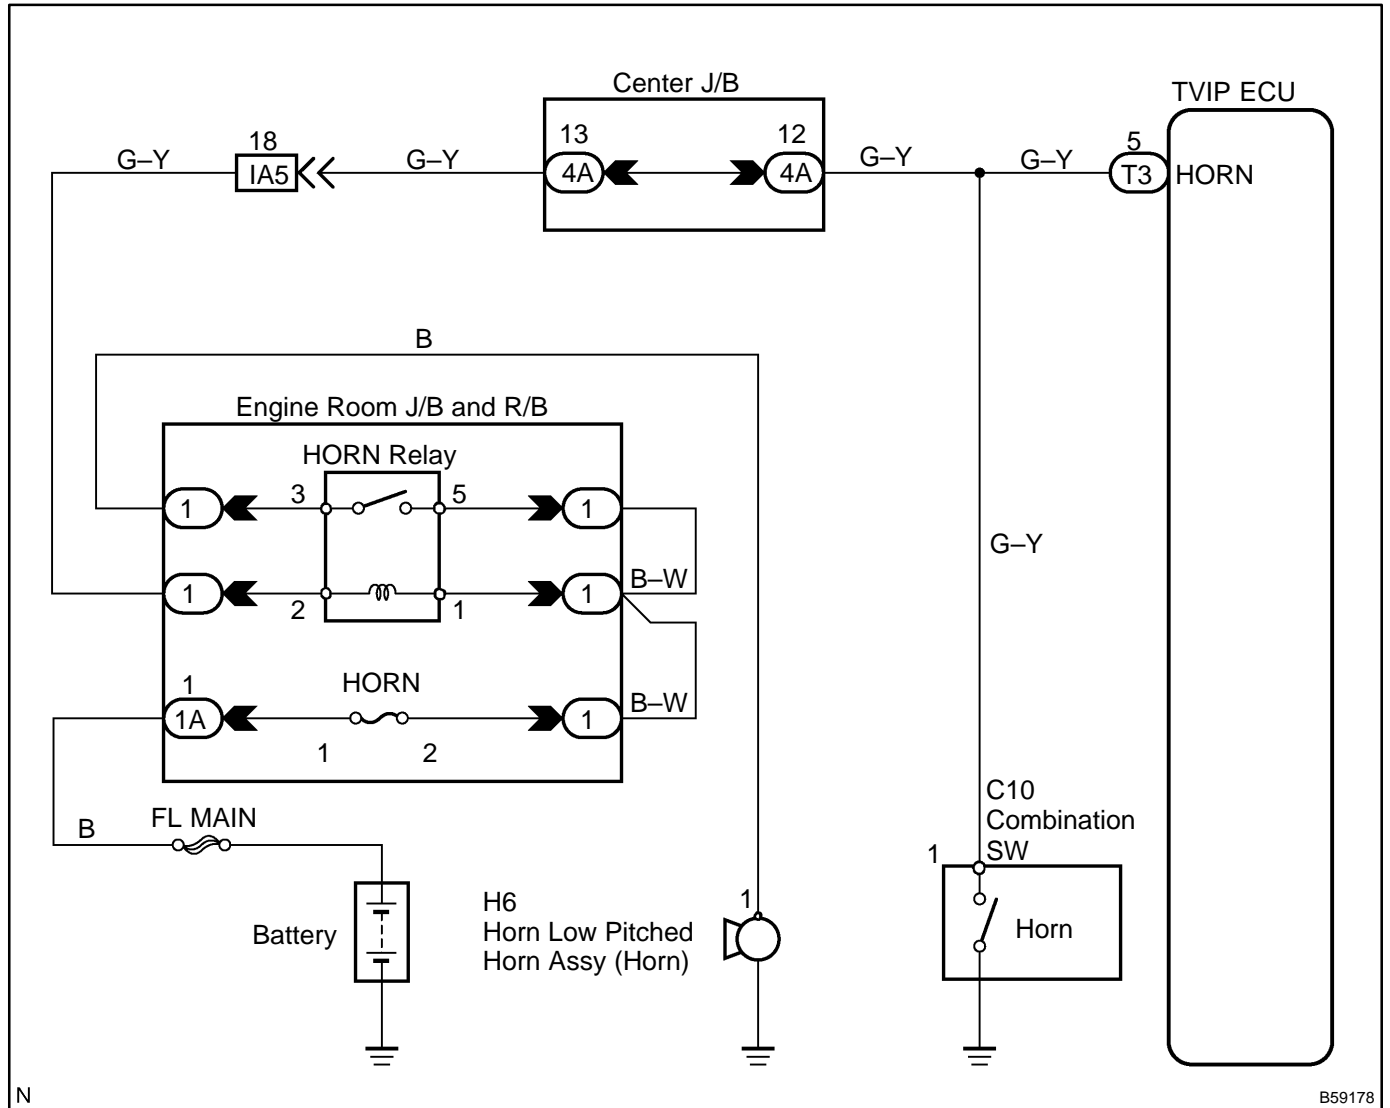 Center J/B
TVIP ECU
18
13
12
5
G–Y
IA5
G–Y
4A
4A
G–Y
G–Y
T3
HORN
B
Engine Room J/B and R/B
HORN Relay
1
3
5
1
G–Y
1
2
1
1
B–W
1
HORN
1A
1
2
1
B–W
C10
Combination
SW
1
B
FL MAIN
Battery
H6
Horn Low Pitched
Horn Assy (Horn)
1
Horn
N
B59178